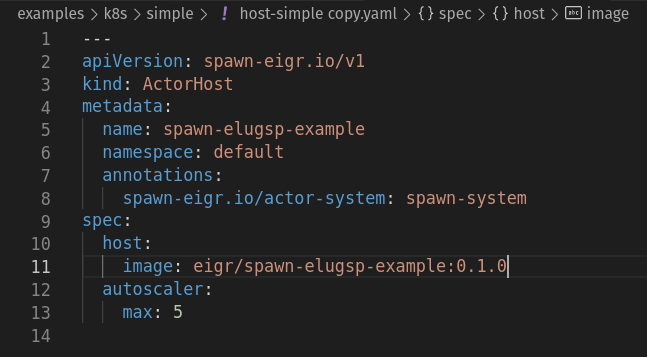 examples > k8s > simple > ! host-simple copy.yaml > {} spec > {} host > abc image
1 ---
2 apiVersion: spawn-eigr.io/v1
3 kind: ActorHost
4 metadata:
5   name: spawn-elugsp-example
6   namespace: default
7   annotations:
8     spawn-eigr.io/actor-system: spawn-system
9 spec:
10   host:
11     image: eigr/spawn-elugsp-example:0.1.0
12   autoscaler:
13     max: 5
14